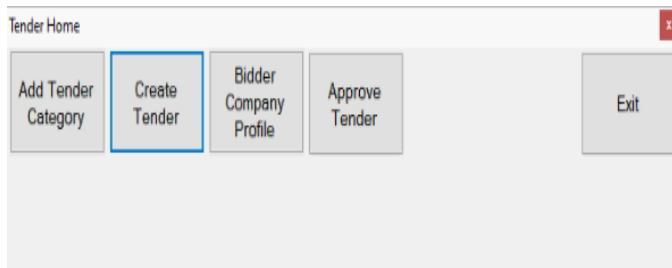 Tender Home
x
Add Tender
Category
Create
Tender
Bidder
Company
Profile
Approve
Tender
Exit